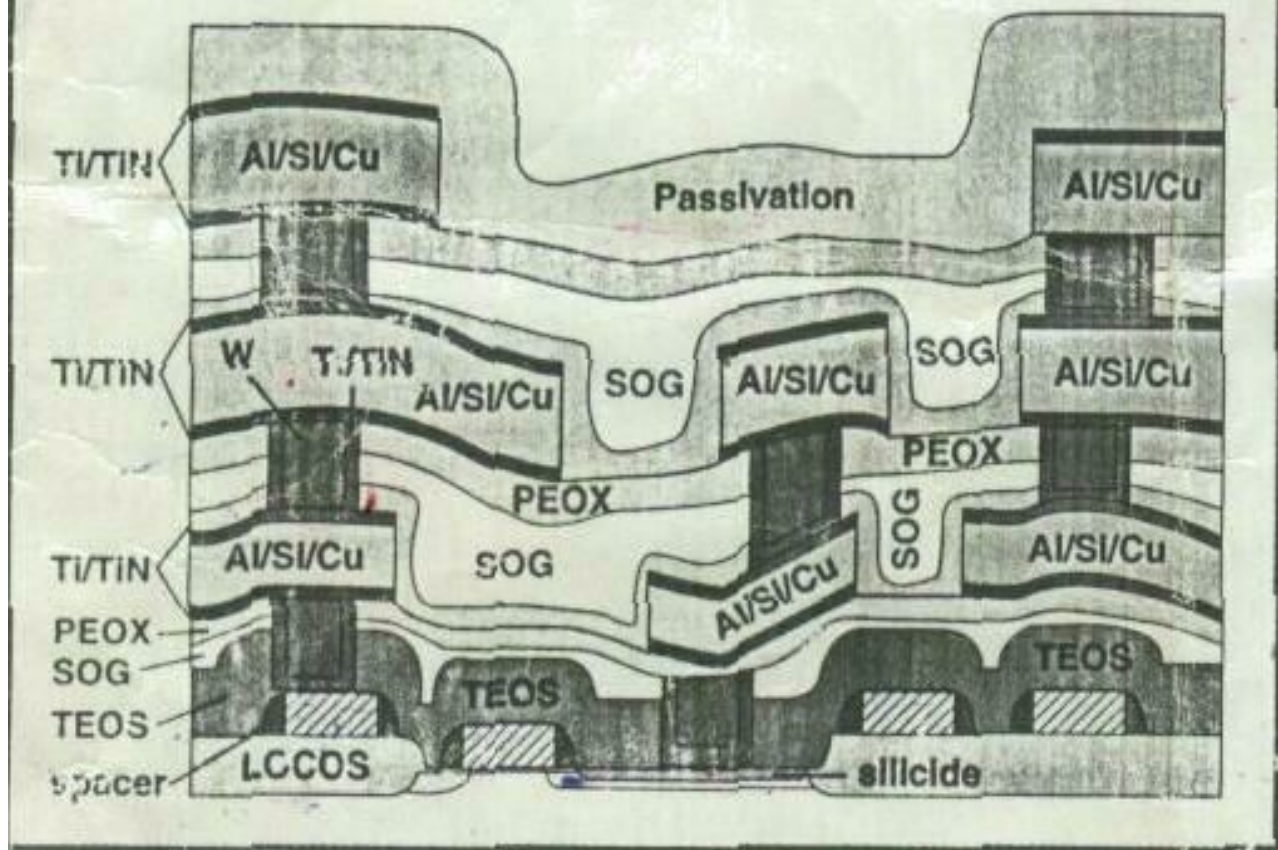 Ti/TiN
Al/Si/Cu
Passivation
Al/Si/Cu
Ti/TiN
W
Ti/TiN
Al/Si/Cu
SOG
Al/Si/Cu
SOG
Al/Si/Cu
PEOX
PEOX
Ti/TiN
Al/Si/Cu
SOG
Al/Si/Cu
SOG
Al/Si/Cu
PEOX
SOG
TEOS
TEOS
TEOS
spacer
LOCOS
silicide